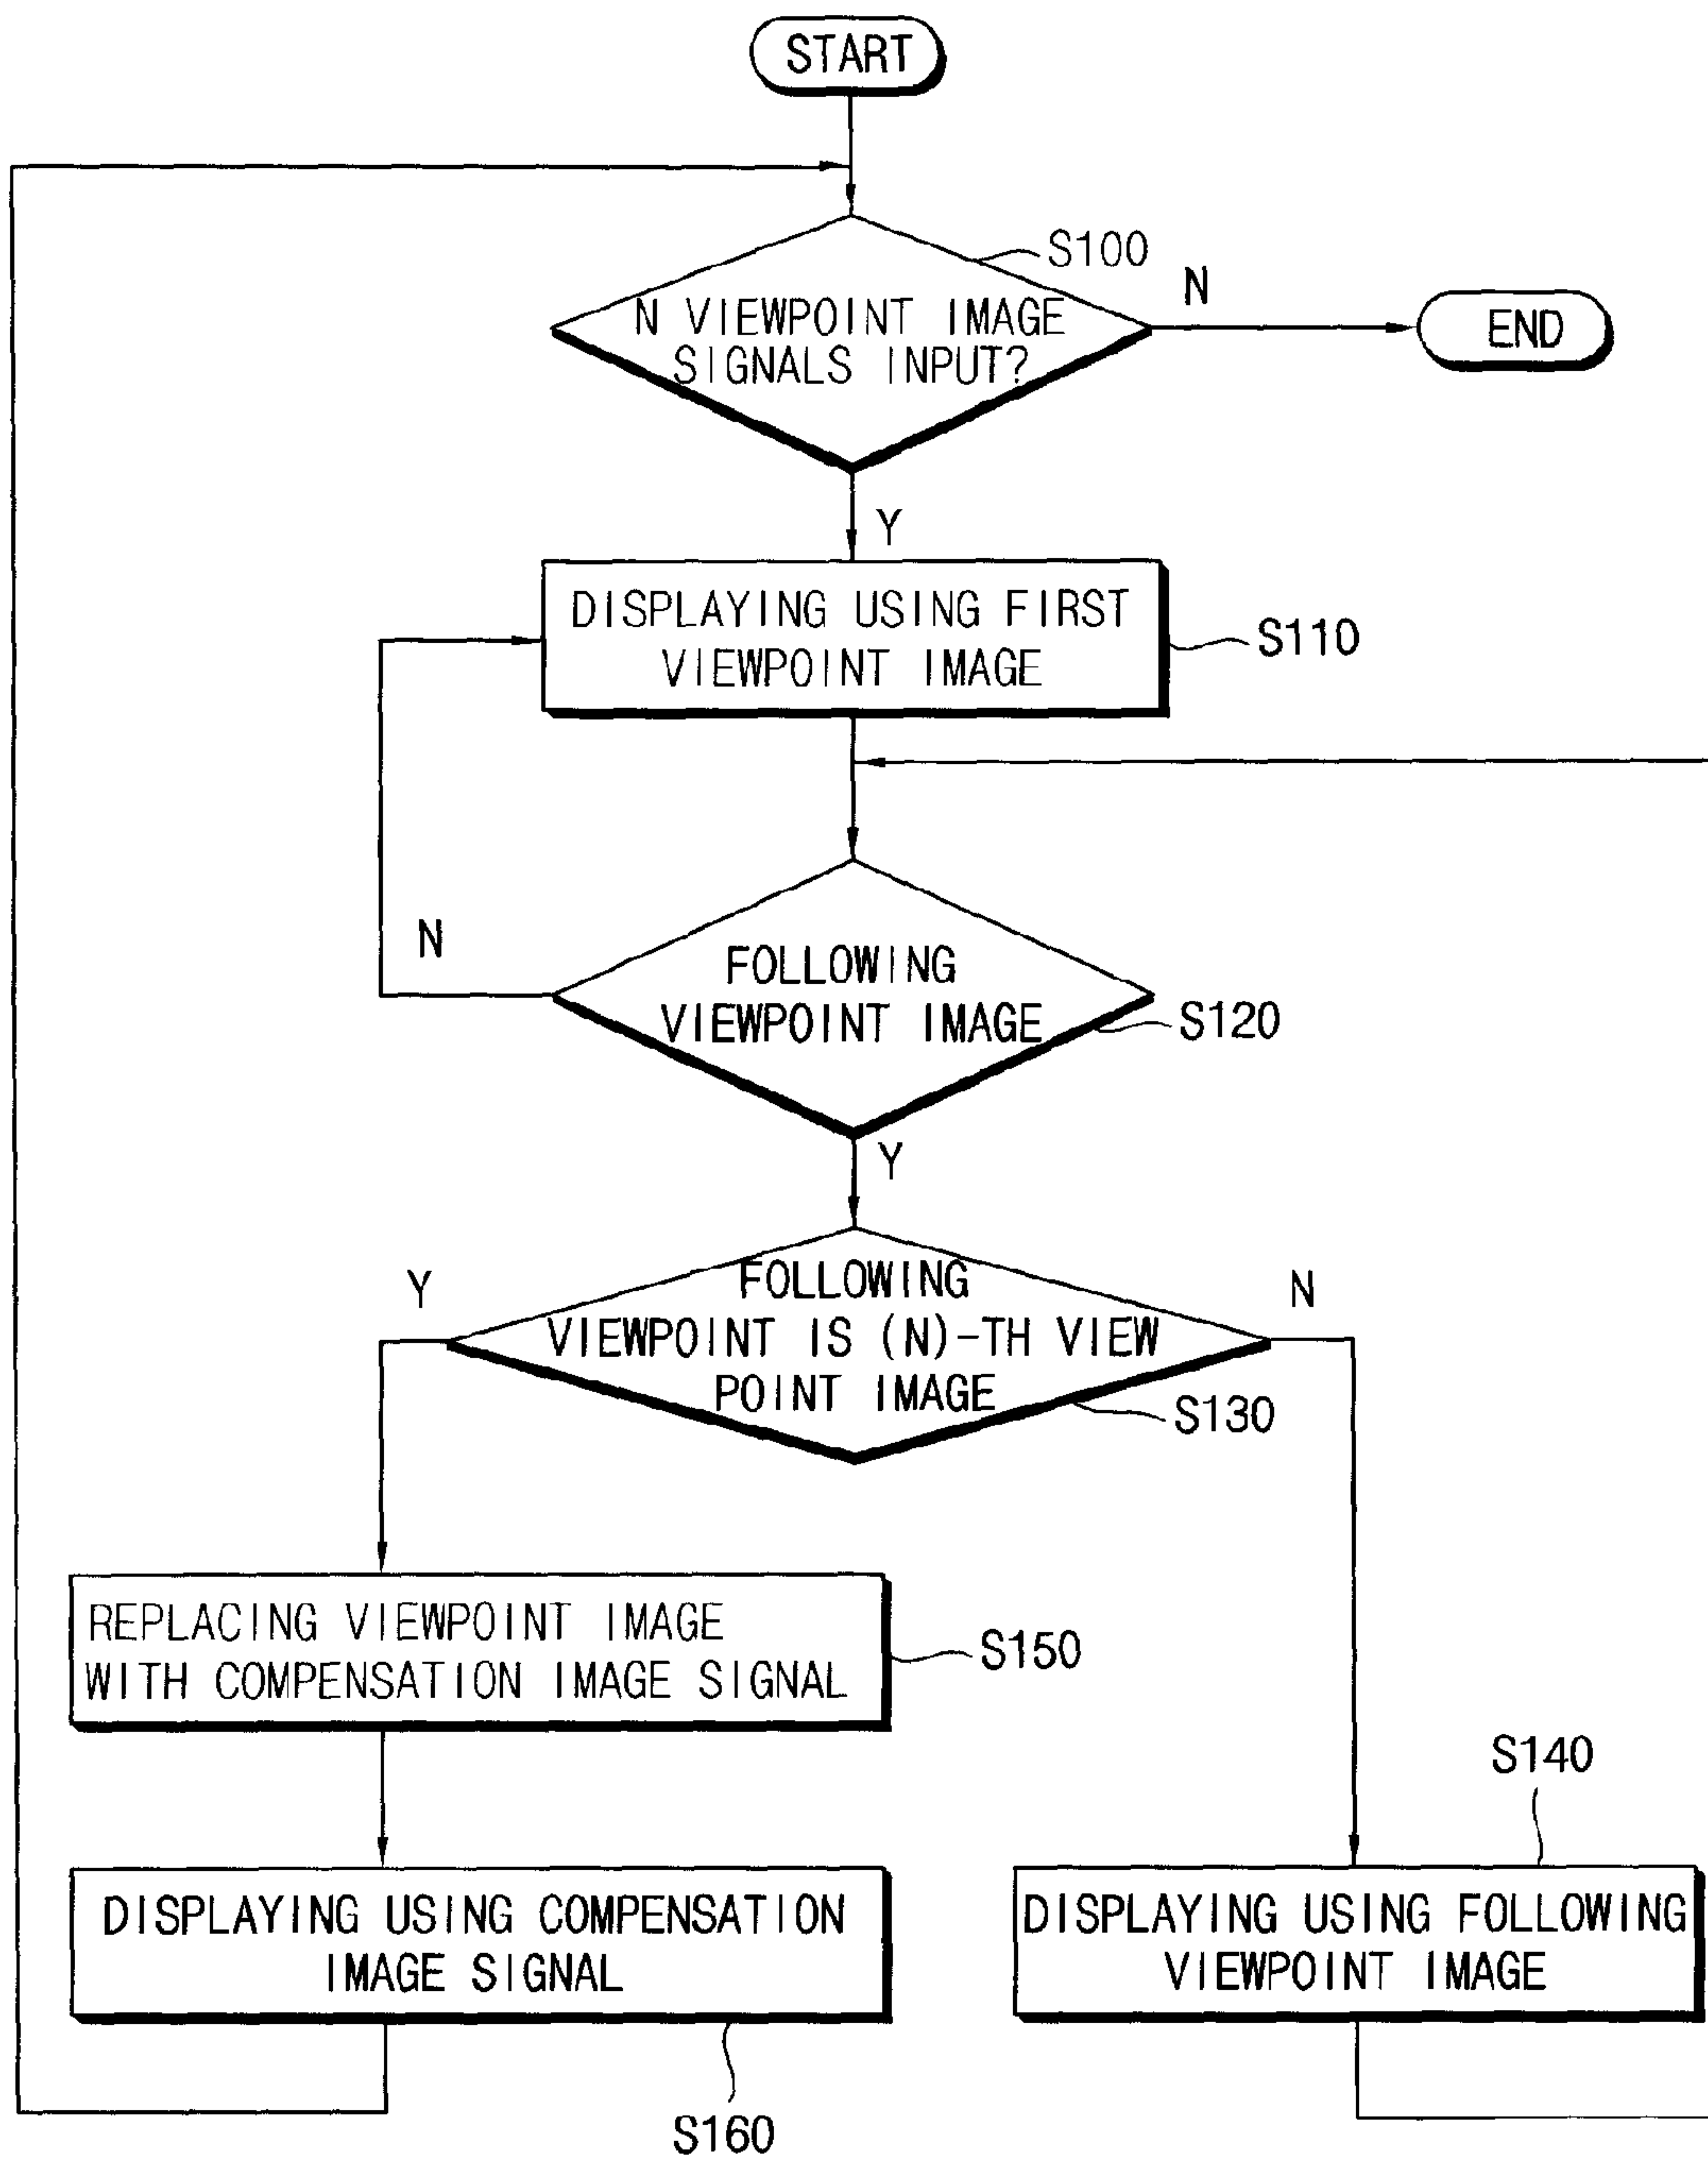 START
S100
N
N VIEWPOINT IMAGE
SIGNALS INPUT?
END
Y
DISPLAYING USING FIRST
VIEWPOINT IMAGE
S110
N
FOLLOWING
VIEWPOINT IMAGE
S120
Y
Y
FOLLOWING
VIEWPOINT IS (N)-TH VIEW
POINT IMAGE
N
S130
REPLACING VIEWPOINT IMAGE
WITH COMPENSATION IMAGE SIGNAL
S150
S140
DISPLAYING USING COMPENSATION
IMAGE SIGNAL
DISPLAYING USING FOLLOWING
VIEWPOINT IMAGE
S160